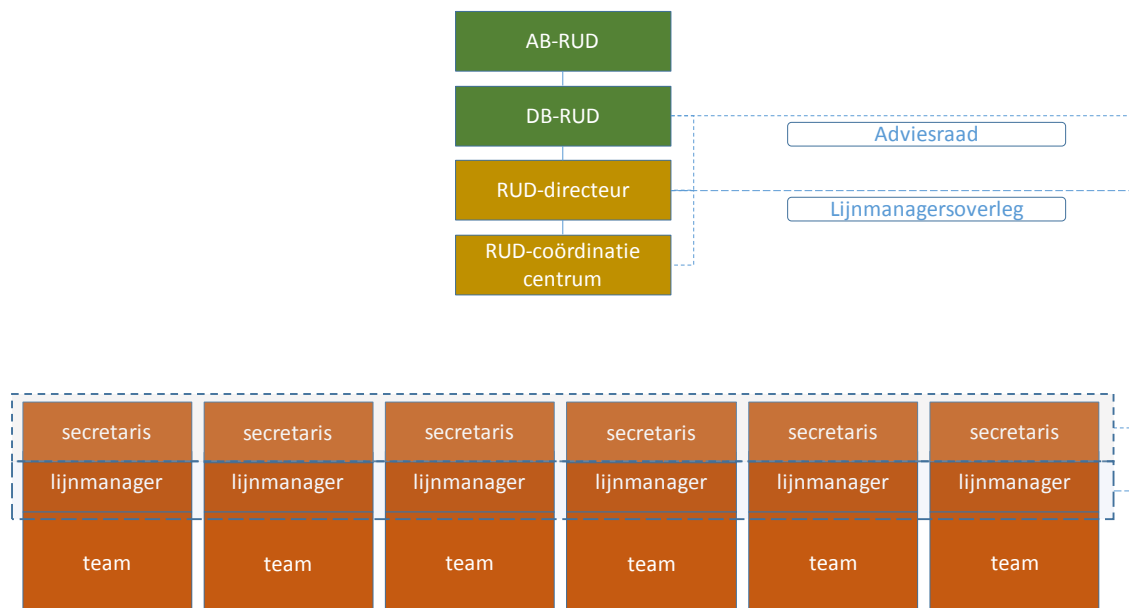 AB-RUD
DB-RUD
Adviesraad
RUD-directeur
Lijnmanagersoverleg
RUD-coördinatie
centrum
secretaris secretaris secretaris secretaris secretaris secretaris
lijnmanager lijnmanager lijnmanager lijnmanager lijnmanager lijnmanager
team team team team team team